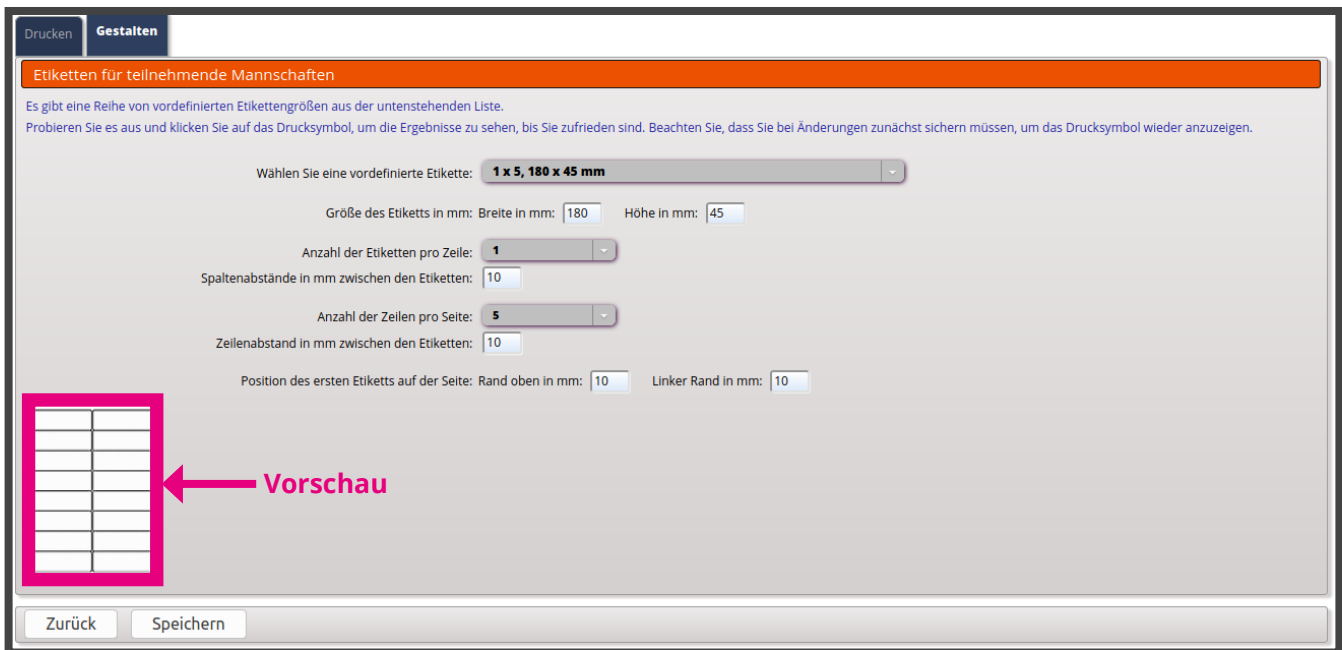 Drucken Gestalten
Etiketten für teilnehmende Mannschaften
Es gibt eine Reihe von vordefinierten Etikettengrößen aus der untenstehenden Liste.
Probieren Sie es aus und klicken Sie auf das Drucksymbol, um die Ergebnisse zu sehen, bis Sie zufrieden sind. Beachten Sie, dass Sie bei Änderungen zunächst sichern müssen, um das Drucksymbol wieder anzuzeigen.
Wählen Sie eine vordefinierte Etikette: 1 x 5, 180 x 45 mm
Größe des Etiketts in mm: Breite in mm: 180 Höhe in mm: 45
Anzahl der Etiketten pro Zeile: 1
Spaltenabstände in mm zwischen den Etiketten: 10
Anzahl der Zeilen pro Seite: 5
Zeilenabstand in mm zwischen den Etiketten: 10
Position des ersten Etiketts auf der Seite: Rand oben in mm: 10 Linker Rand in mm: 10
Vorschau
Zurück Speichern